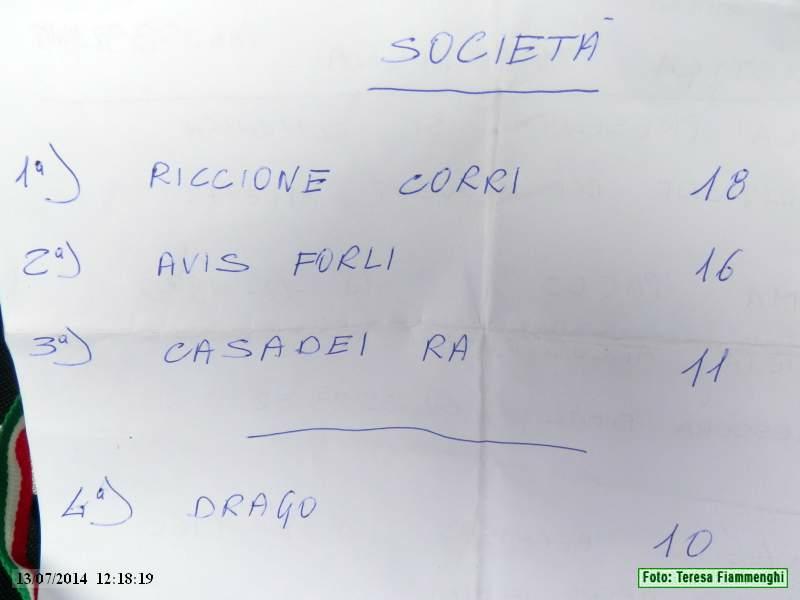 SOCIETÀ
1ª) RICCIONE CORRI 18
2ª) AVIS FORLI 16
3ª) CASADEI RA 11
4ª) DRAGO 10
13/07/2014 12:18:19
Foto: Teresa Fiammenghi